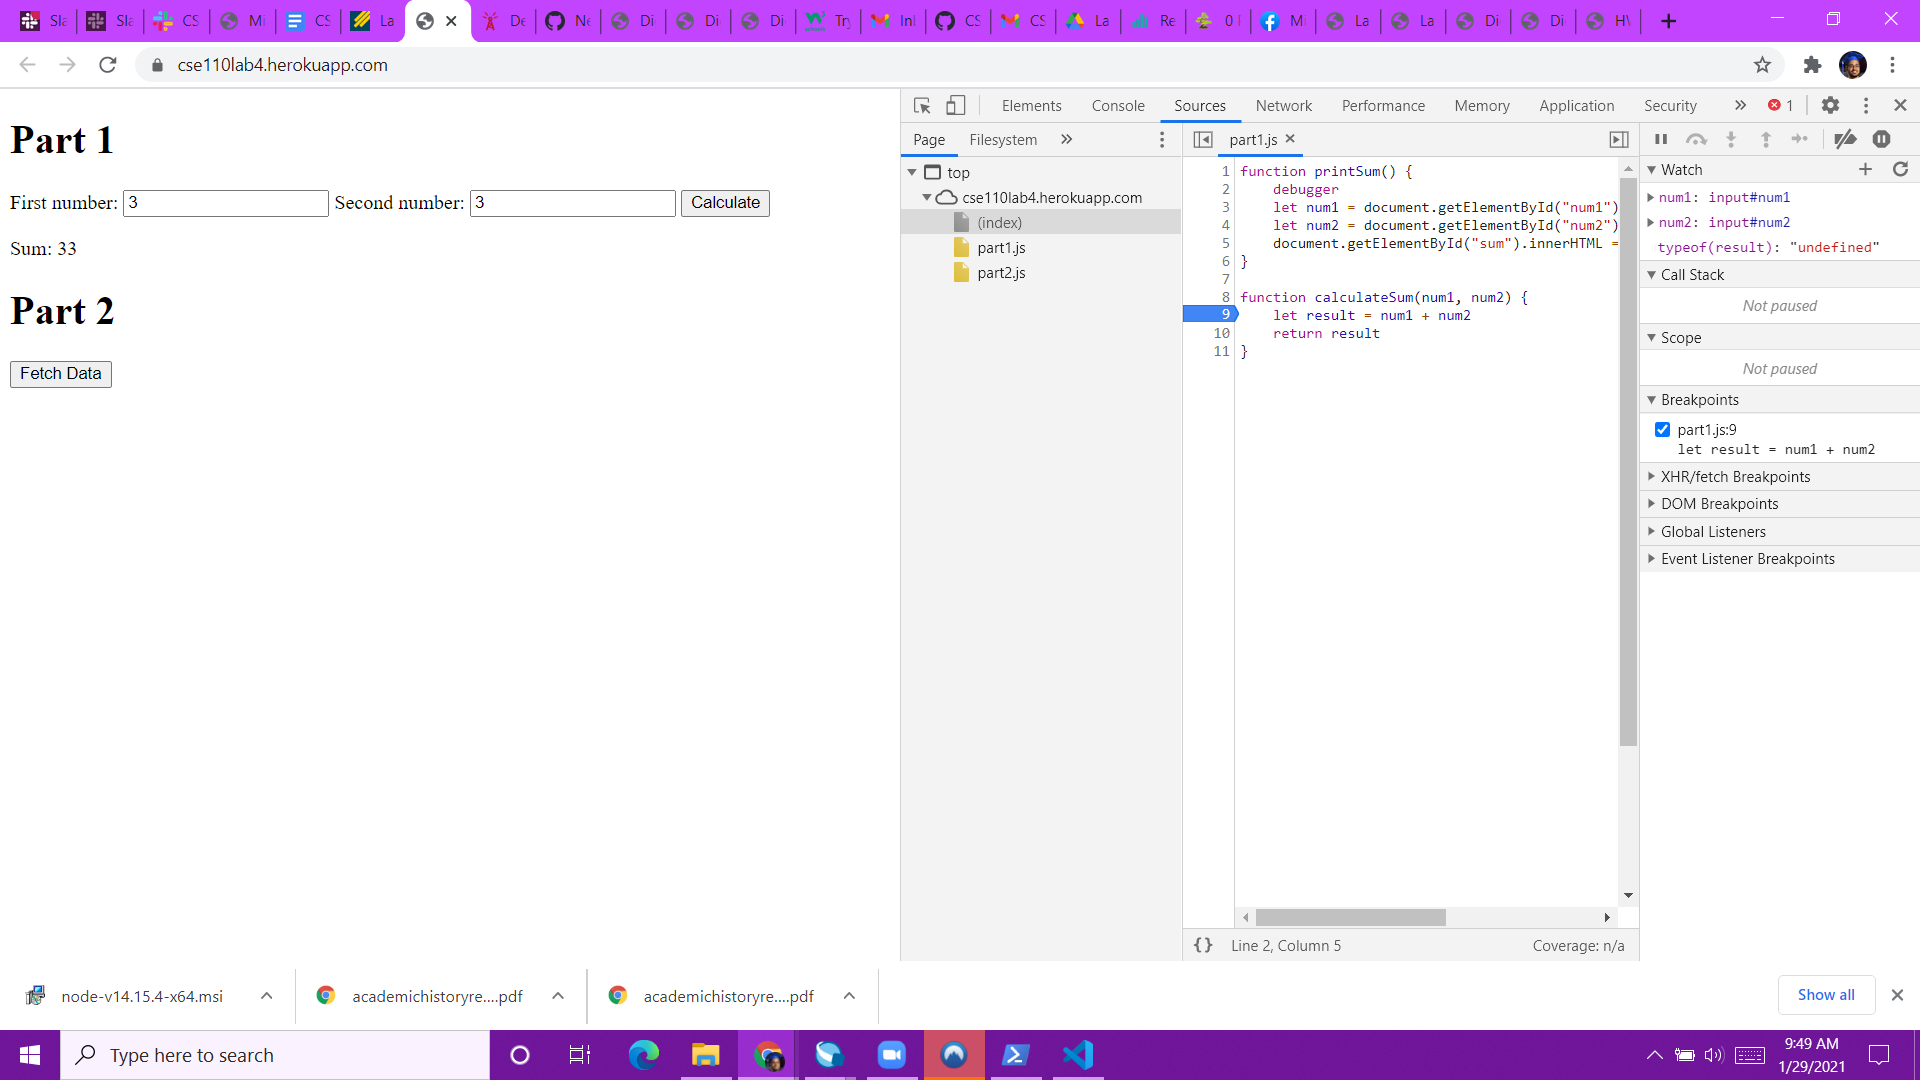 Sla
Sla
CS
Mi
CS
La
De
Ne
Di
Di
Di
Try
Inl
CS
CS
La
Re
0
Mi
La
La
Di
Di
HV
cse110lab4.herokuapp.com
Part 1
First number: 3 Second number: 3 Calculate
Sum: 33
Part 2
Fetch Data
Elements Console Sources Network Performance Memory Application Security » 1
Page Filesystem »
top
cse110lab4.herokuapp.com
(index)
part1.js
part2.js
part1.js
1 function printSum() {
2 debugger
3 let num1 = document.getElementById("num1")
4 let num2 = document.getElementById("num2")
5 document.getElementById("sum").innerHTML =
6 }
7
8 function calculateSum(num1, num2) {
9 let result = num1 + num2
10 return result
11 }
{} Line 2, Column 5 Coverage: n/a
Watch
num1: input#num1
num2: input#num2
typeof(result): "undefined"
Call Stack
Not paused
Scope
Not paused
Breakpoints
part1.js:9
let result = num1 + num2
XHR/fetch Breakpoints
DOM Breakpoints
Global Listeners
Event Listener Breakpoints
node-v14.15.4-x64.msi
academichistoryre....pdf
academichistoryre....pdf
Show all
Type here to search
9:49 AM
1/29/2021